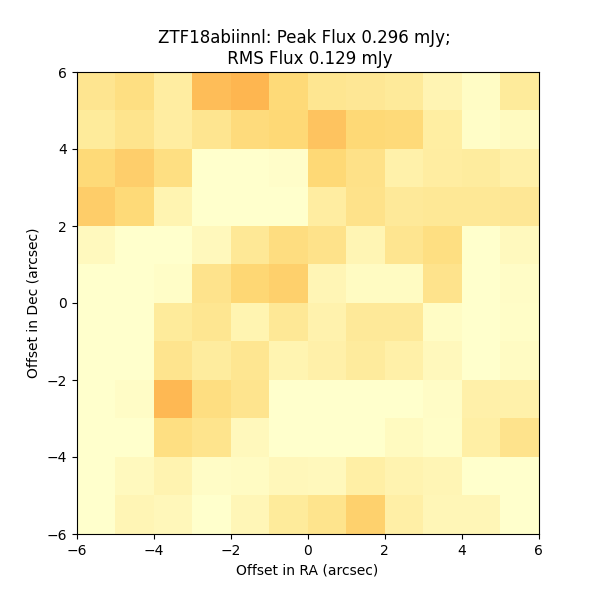 ZTF18abiinnl: Peak Flux 0.296 mJy;
RMS Flux 0.129 mJy
6
4
2
0
−2
−4
−6
Offset in Dec (arcsec)
−6 −4 −2 0 2 4 6
Offset in RA (arcsec)